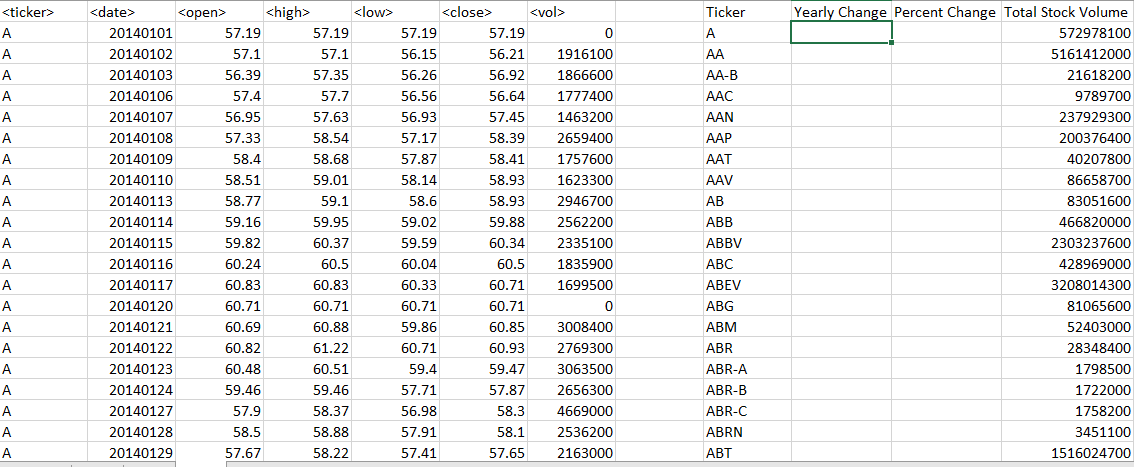 <ticker> <date> <open> <high> <low> <close> <vol> Ticker Yearly Change Percent Change Total Stock Volume
A 20140101 57.19 57.19 57.19 57.19 0 A 572978100
A 20140102 57.1 57.1 56.15 56.21 1916100 AA 5161412000
A 20140103 56.39 57.35 56.26 56.92 1866600 AA-B 21618200
A 20140106 57.4 57.7 56.56 56.64 1777400 AAC 9789700
A 20140107 56.95 57.63 56.93 57.45 1463200 AAN 237929300
A 20140108 57.33 58.54 57.17 58.39 2659400 AAP 200376400
A 20140109 58.4 58.68 57.87 58.41 1757600 AAT 40207800
A 20140110 58.51 59.01 58.14 58.93 1623300 AAV 86658700
A 20140113 58.77 59.1 58.6 58.93 2946700 AB 83051600
A 20140114 59.16 59.95 59.02 59.88 2562200 ABB 466820000
A 20140115 59.82 60.37 59.59 60.34 2335100 ABBV 2303237600
A 20140116 60.24 60.5 60.04 60.5 1835900 ABC 428969000
A 20140117 60.83 60.83 60.33 60.71 1699500 ABEV 3208014300
A 20140120 60.71 60.71 60.71 60.71 0 ABG 81065600
A 20140121 60.69 60.88 59.86 60.85 3008400 ABM 52403000
A 20140122 60.82 61.22 60.71 60.93 2769300 ABR 28348400
A 20140123 60.48 60.51 59.4 59.47 3063500 ABR-A 1798500
A 20140124 59.46 59.46 57.71 57.87 2656300 ABR-B 1722000
A 20140127 57.9 58.37 56.98 58.3 4669000 ABR-C 1758200
A 20140128 58.5 58.88 57.91 58.1 2536200 ABRN 3451100
A 20140129 57.67 58.22 57.41 57.65 2163000 ABT 1516024700